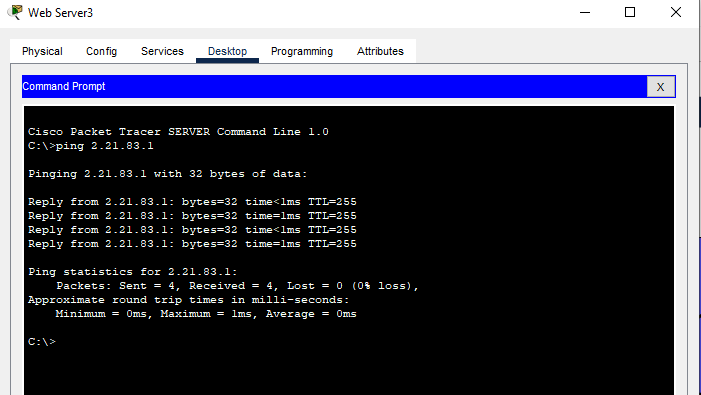 Web Server3
Physical Config Services Desktop Programming Attributes
Command Prompt X
Cisco Packet Tracer SERVER Command Line 1.0
C:\>ping 2.21.83.1
Pinging 2.21.83.1 with 32 bytes of data:
Reply from 2.21.83.1: bytes=32 time<1ms TTL=255
Reply from 2.21.83.1: bytes=32 time=1ms TTL=255
Reply from 2.21.83.1: bytes=32 time<1ms TTL=255
Reply from 2.21.83.1: bytes=32 time=1ms TTL=255
Ping statistics for 2.21.83.1:
Packets: Sent = 4, Received = 4, Lost = 0 (0% loss),
Approximate round trip times in milli-seconds:
Minimum = 0ms, Maximum = 1ms, Average = 0ms
C:\>